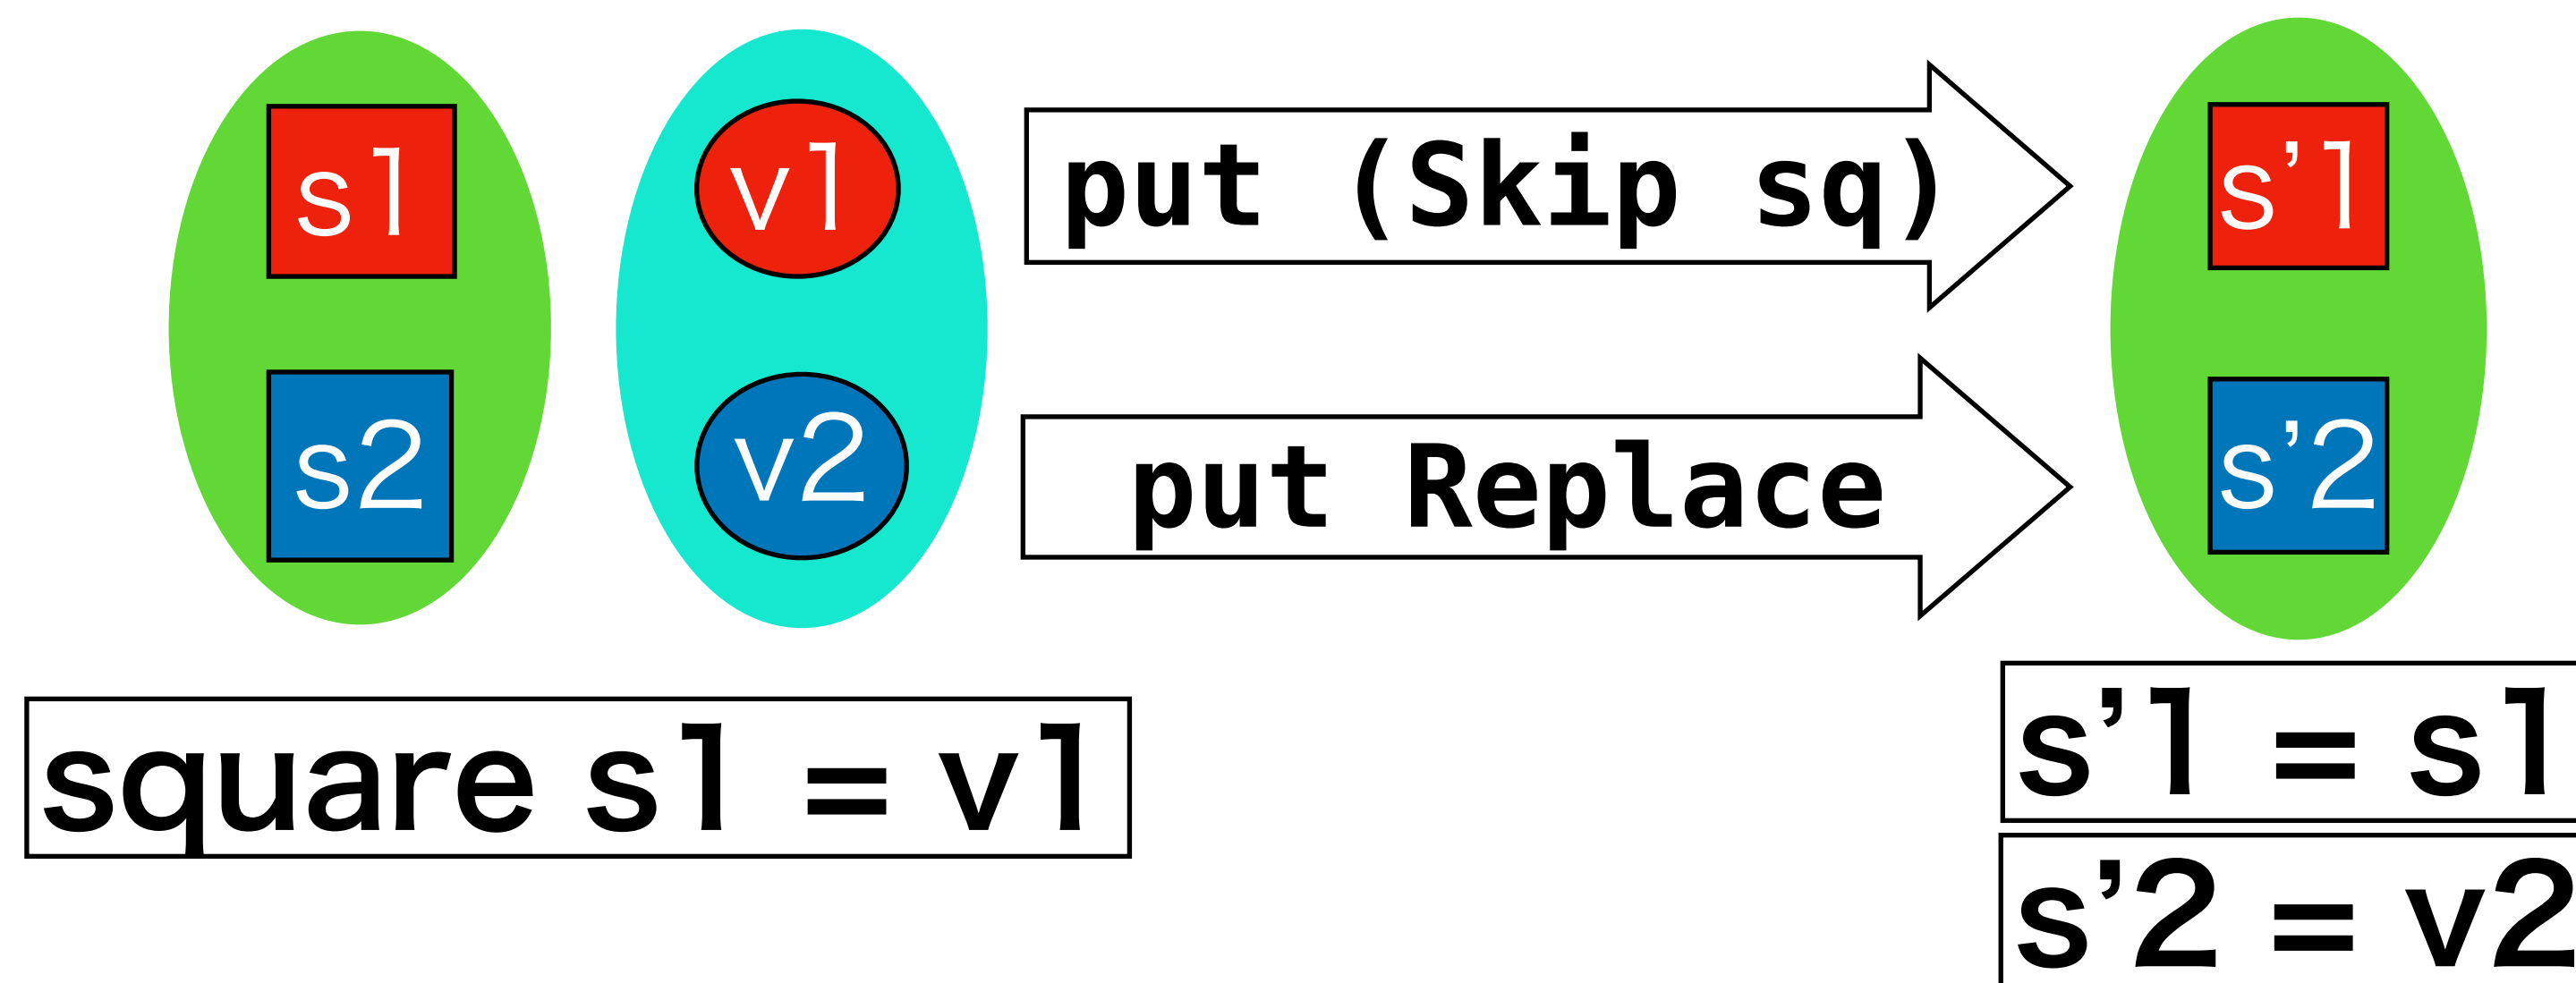 s1
v1
put (Skip sq)
s’1
s2
v2
put Replace
s’2
square s1 = v1
s’1 = s1
s’2 = v2